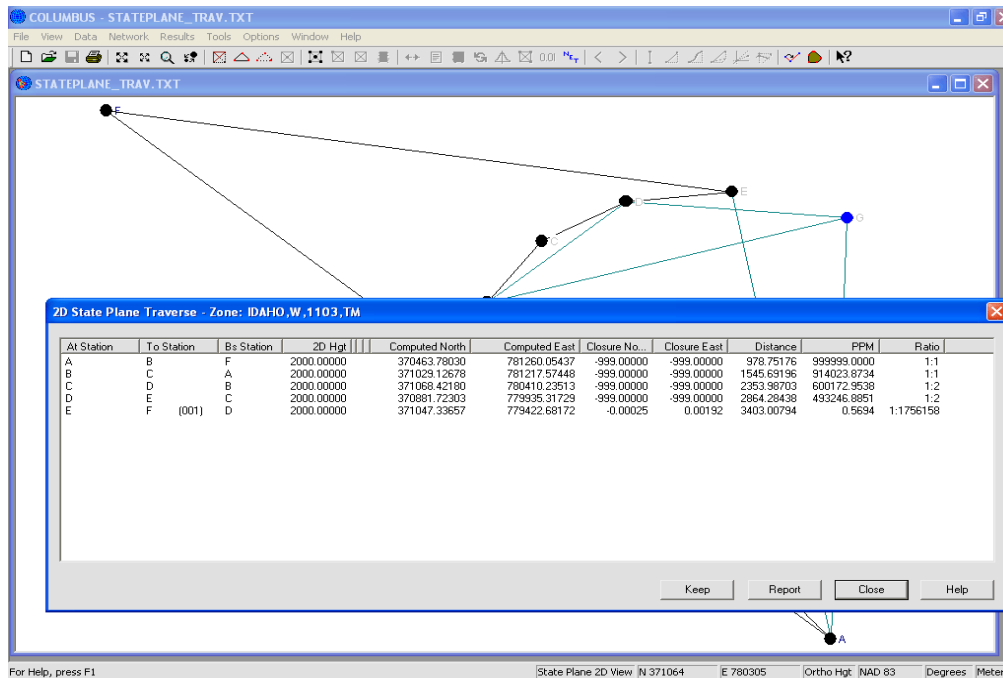 COLUMBUS - STATEPLANE_TRAV.TXT
File View Data Network Results Tools Options Window Help
0.01 NET
STATEPLANE_TRAV.TXT
F
E
D
G
C
2D State Plane Traverse - Zone: IDAHO,W,1103,TM
At Station To Station Bs Station 2D Hgt Computed North Computed East Closure No... Closure East Distance PPM Ratio
A B F 2000.00000 370463.78030 781260.05437 -999.00000 -999.00000 978.75176 999999.0000 1:1
B C A 2000.00000 371029.12678 781217.57448 -999.00000 -999.00000 1545.69196 914023.8734 1:1
C D B 2000.00000 371068.42180 780410.23513 -999.00000 -999.00000 2353.98703 600172.9538 1:2
D E C 2000.00000 370881.72303 779935.31729 -999.00000 -999.00000 2864.28438 493246.8851 1:2
E F (001) D 2000.00000 371047.33657 779422.68172 -0.00025 0.00192 3403.00794 0.5694 1:1756158
Keep Report Close Help
A
For Help, press F1 State Plane 2D View N 371064 E 780305 Ortho Hgt NAD 83 Degrees Meter